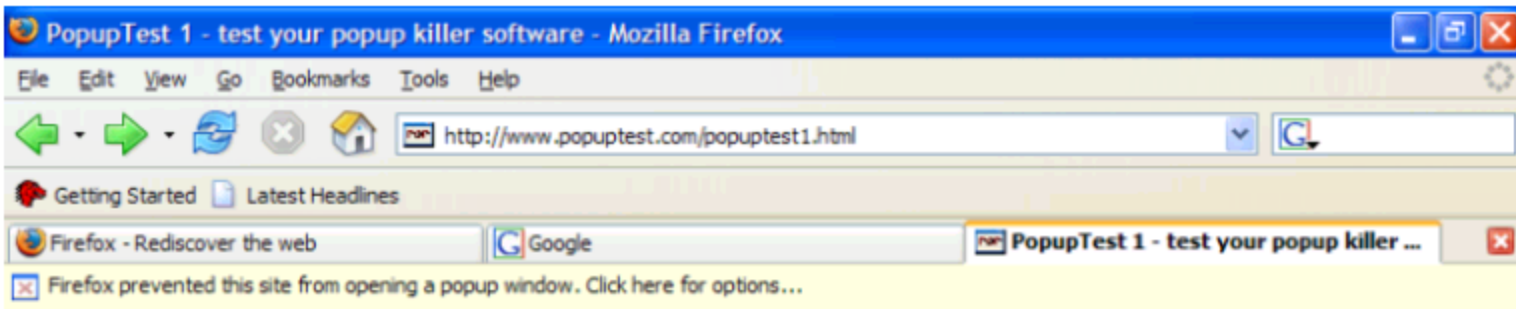 PopupTest 1 - test your popup killer software - Mozilla Firefox
File Edit View Go Bookmarks Tools Help
http://www.popuptest.com/popuptest1.html G
Getting Started Latest Headlines
Firefox - Rediscover the web G Google PopupTest 1 - test your popup killer ...
Firefox prevented this site from opening a popup window. Click here for options...